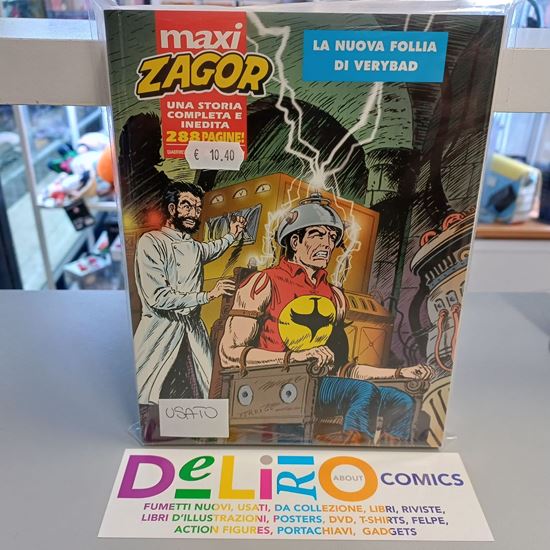 maxi
ZAGOR
UNA STORIA
COMPLETA E
INEDITA
288 PAGINE!
€ 10.40
LA NUOVA FOLLIA
DI VERYBAD
USATO
DeLiRiO
ABOUT
COMICS
FUMETTI NUOVI, USATI, DA COLLEZIONE, LIBRI, RIVISTE,
LIBRI D'ILLUSTRAZIONI, POSTERS, DVD, T-SHIRTS, FELPE,
ACTION FIGURES, PORTACHIAVI, GADGETS